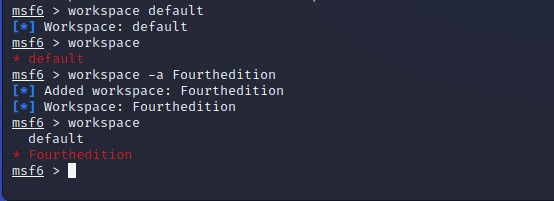 msf6 > workspace default
[*] Workspace: default
msf6 > workspace
* default
msf6 > workspace -a Fourthedition
[*] Added workspace: Fourthedition
[*] Workspace: Fourthedition
msf6 > workspace
  default
* Fourthedition
msf6 >